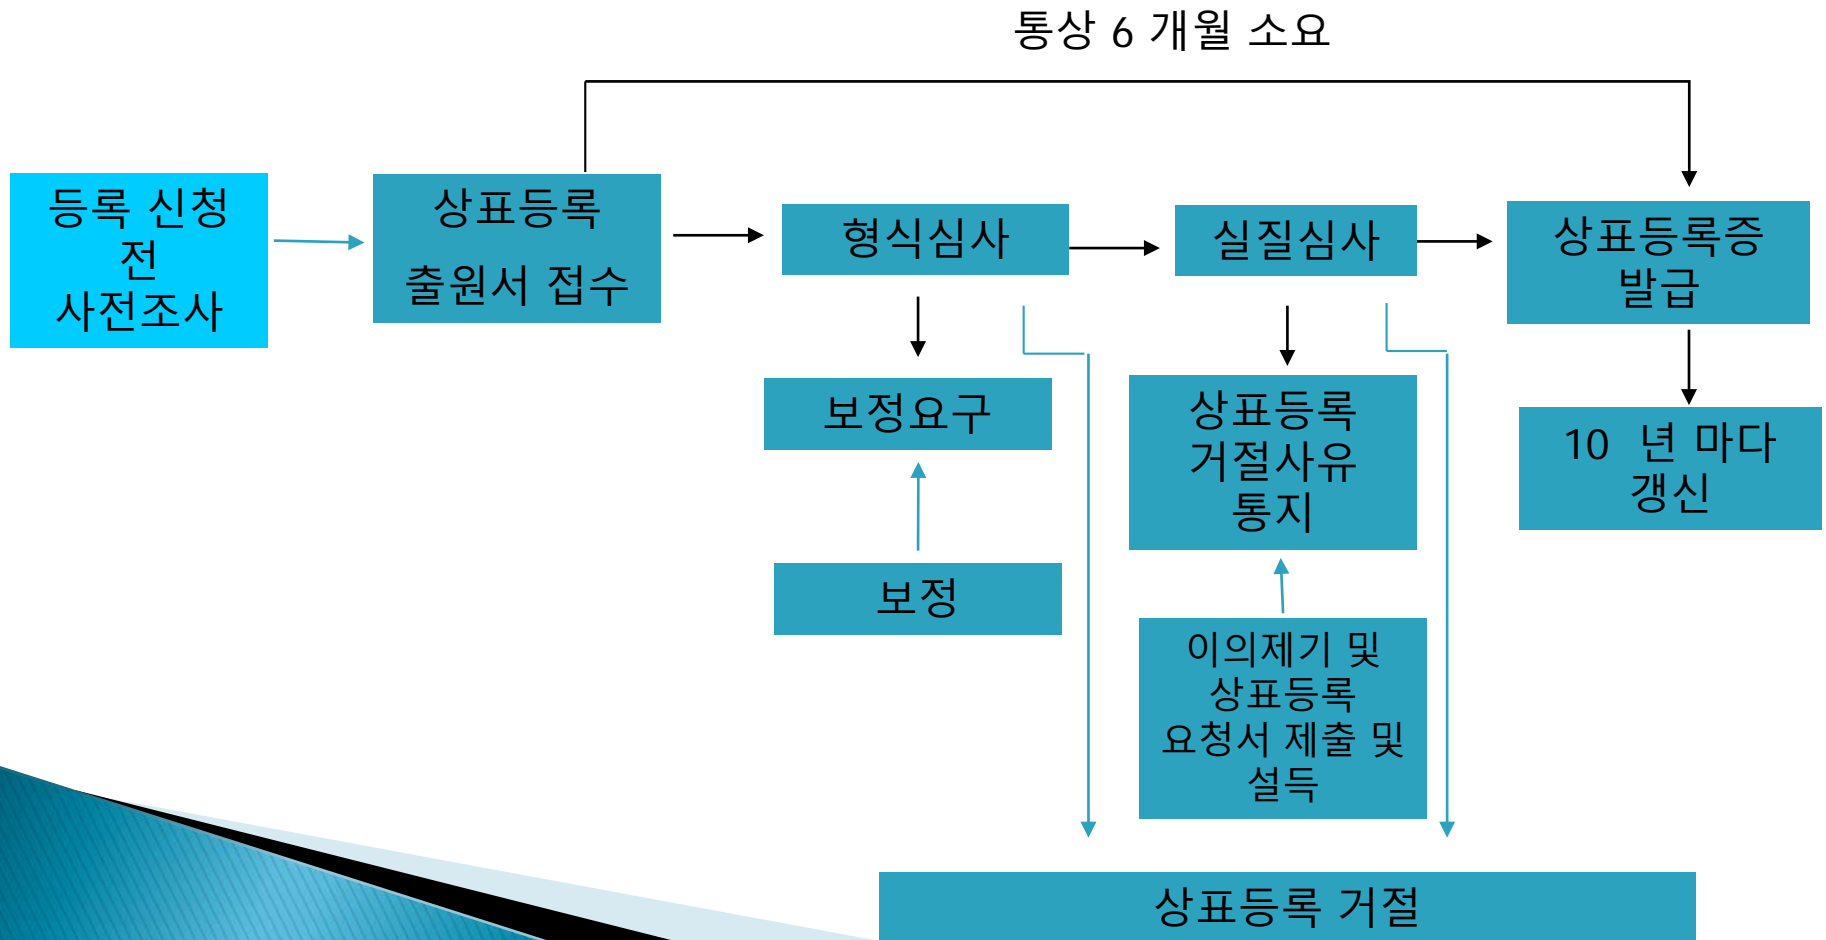 통상 6 개월 소요
등록 신청
전
사전조사
상표등록
출원서 접수
형식심사
실질심사
상표등록증
발급
보정요구
상표등록
거절사유
통지
10 년 마다
갱신
보정
이의제기 및
상표등록
요청서 제출 및
설득
상표등록 거절